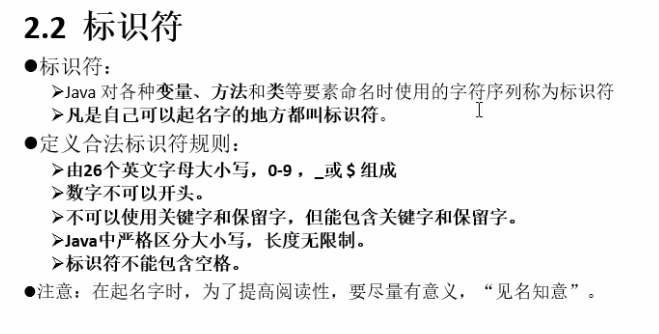 2.2 标识符
●标识符：
➢Java 对各种变量、方法和类等要素命名时使用的字符序列称为标识符
➢凡是自己可以起名字的地方都叫标识符。
●定义合法标识符规则：
➢由26个英文字母大小写，0-9 ，_或 $ 组成
➢数字不可以开头。
➢不可以使用关键字和保留字，但能包含关键字和保留字。
➢Java中严格区分大小写，长度无限制。
➢标识符不能包含空格。
●注意：在起名字时，为了提高阅读性，要尽量有意义，“见名知意”。